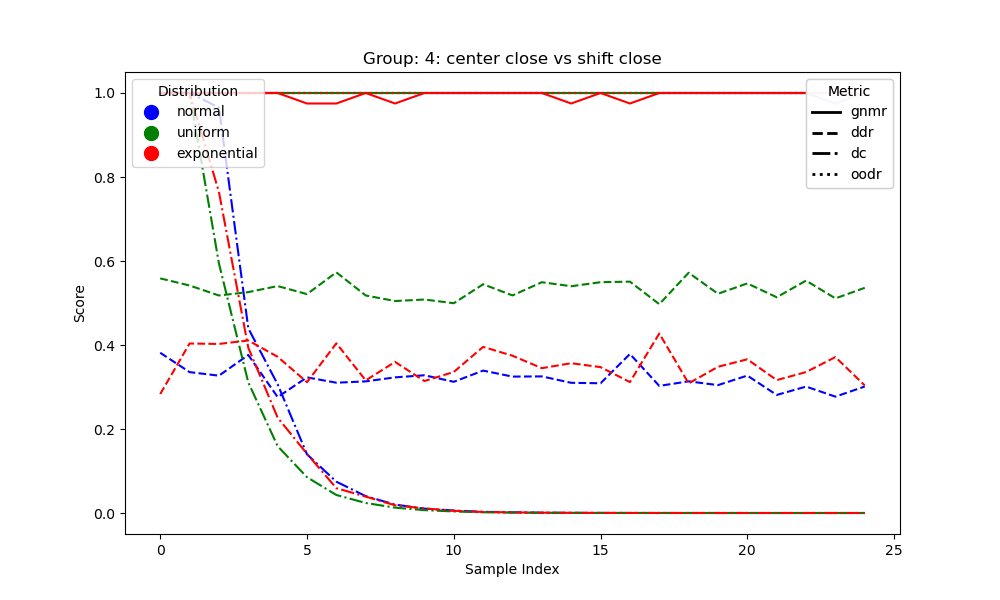 Group: 4: center close vs shift close
Distribution
normal
uniform
exponential
Metric
gnmr
ddr
dc
oodr
Score
1.0
0.8
0.6
0.4
0.2
0.0
0
5
10
15
20
25
Sample Index